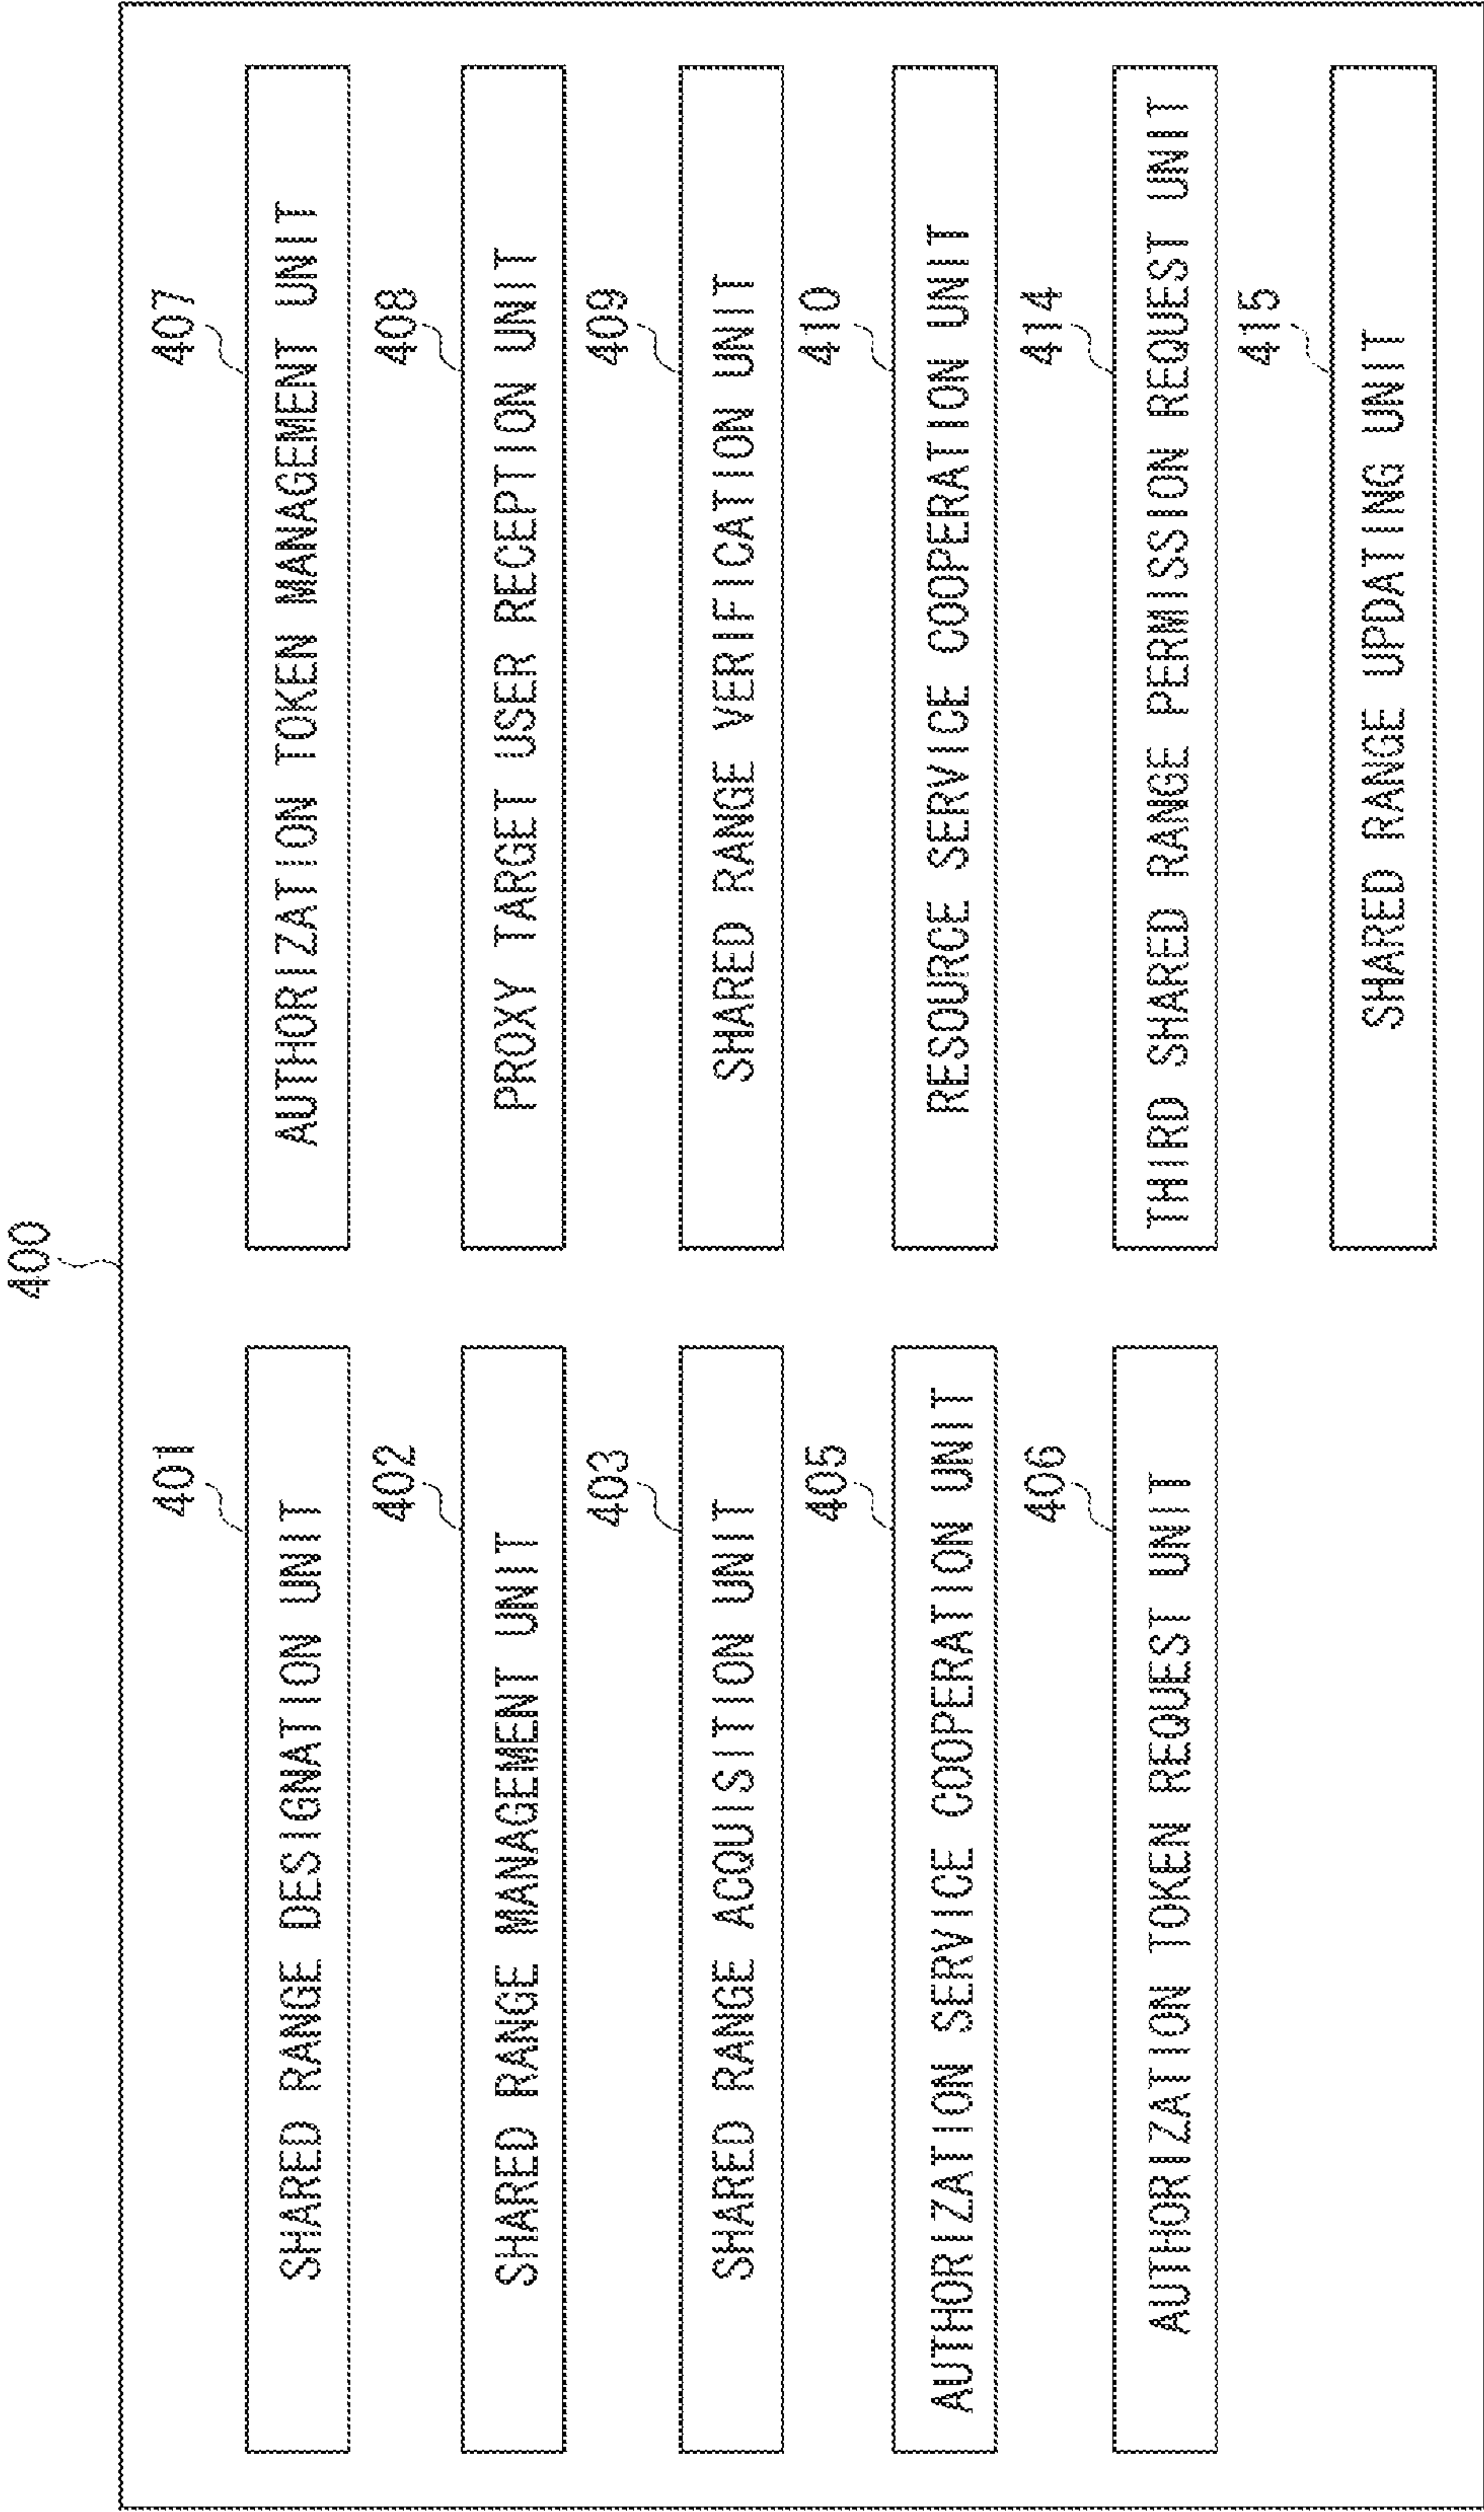 400
401
SHARED RANGE DESIGNATION UNIT
402
SHARED RANGE MANAGEMENT UNIT
403
SHARED RANGE ACQUISITION UNIT
405
AUTHORIZATION SERVICE COOPERATION UNIT
406
AUTHORIZATION TOKEN REQUEST UNIT
407
AUTHORIZATION TOKEN MANAGEMENT UNIT
408
PROXY TARGET USER RECEPTION UNIT
409
SHARED RANGE VERIFICATION UNIT
410
RESOURCE SERVICE COOPERATION UNIT
414
THIRD SHARED RANGE PERMISSION REQUEST UNIT
415
SHARED RANGE UPDATING UNIT